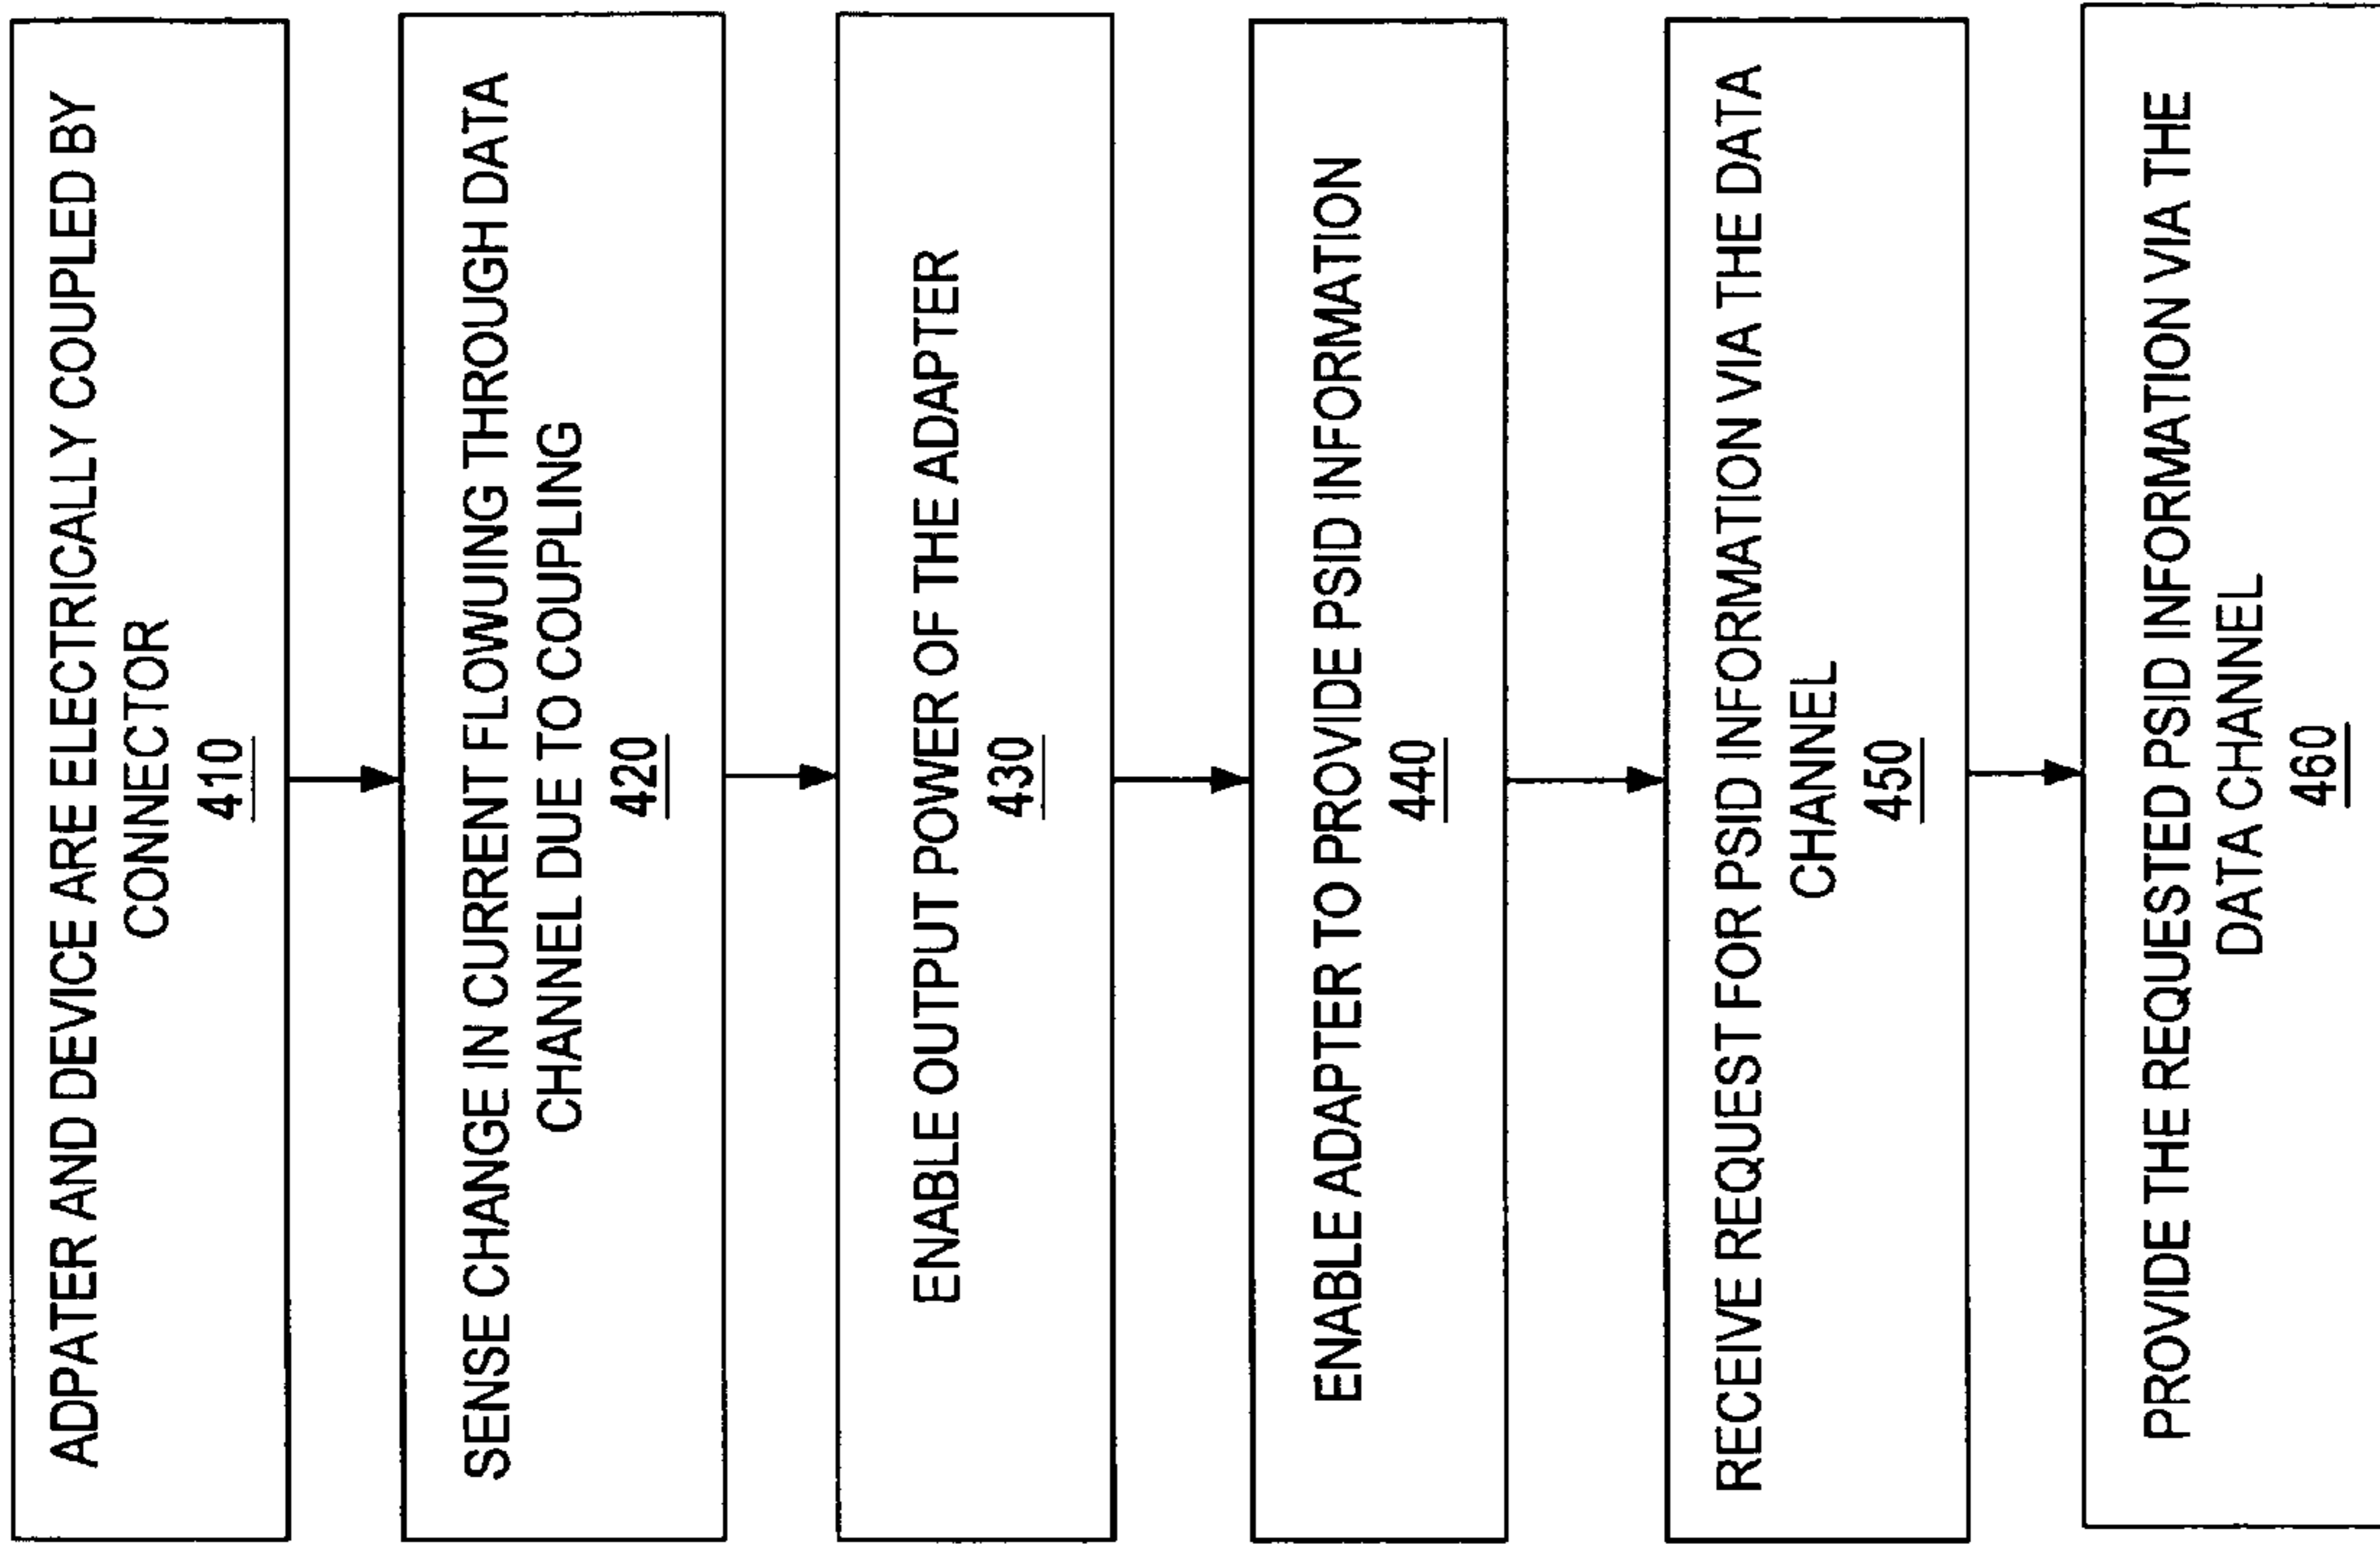 ADPATER AND DEVICE ARE ELECTRICALLY COUPLED BY
CONNECTOR
410
SENSE CHANGE IN CURRENT FLOWUING THROUGH DATA
CHANNEL DUE TO COUPLING
420
ENABLE OUTPUT POWER OF THE ADAPTER
430
ENABLE ADAPTER TO PROVIDE PSID INFORMATION
440
RECEIVE REQUEST FOR PSID INFORMATION VIA THE DATA
CHANNEL
450
PROVIDE THE REQUESTED PSID INFORMATION VIA THE
DATA CHANNEL
460